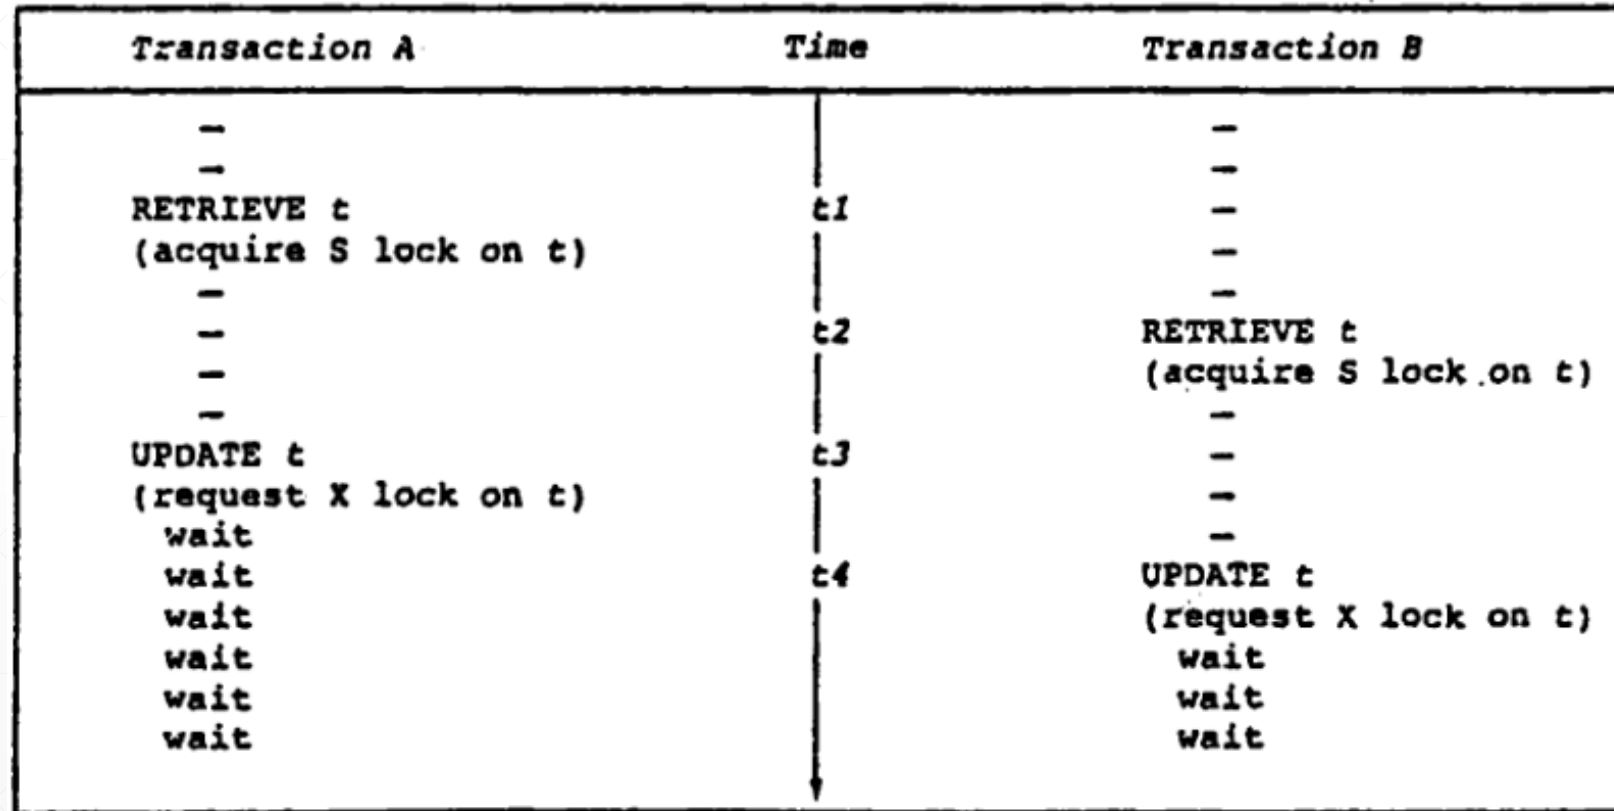 Transaction A Time Transaction B
-  -
-  -
RETRIEVE t t1 -
(acquire S lock on t) -
-  -
- t2 RETRIEVE t
- (acquire S lock on t)
-  -
UPDATE t t3 -
(request X lock on t) -
wait -
wait t4 UPDATE t
wait (request X lock on t)
wait wait
wait wait
wait wait